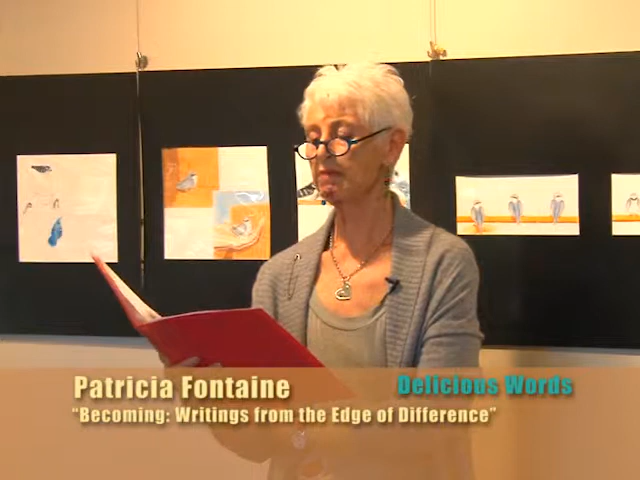 Patricia Fontaine
Delicious Words
"Becoming: Writings from the Edge of Difference"